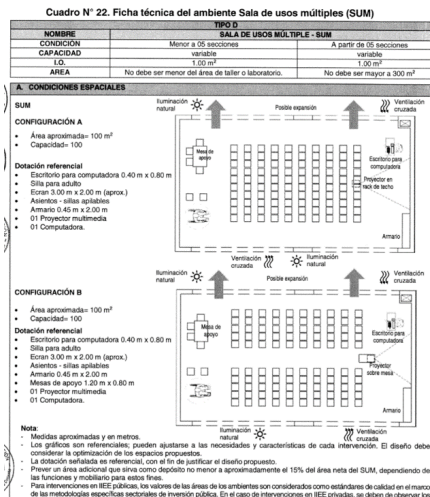 Cuadro N° 22. Ficha técnica del ambiente Sala de usos múltiples (SUM)
TIPO D
NOMBRE SALA DE USOS MÚLTIPLE - SUM
CONDICIÓN Menor a 05 secciones A partir de 05 secciones
CAPACIDAD variable variable
I.O. 1.00 m² 1.00 m²
AREA No debe ser menor del área de taller o laboratorio. No debe ser mayor a 300 m²
A. CONDICIONES ESPACIALES
SUM
Iluminación natural
Posible expansión
Ventilación cruzada
CONFIGURACIÓN A
Área aproximada= 100 m²
Capacidad= 100
Dotación referencial
Escritorio para computadora 0.40 m x 0.80 m
Silla para adulto
Ecran 3.00 m x 2.00 m (aprox.)
Asientos - sillas apilables
Armario 0.45 m x 2.00 m
01 Proyector multimedia
01 Computadora.
Mesa de apoyo
Escritorio para computadora
Proyector en rack de techo
Armario
Ventilación cruzada
Iluminación natural
Iluminación natural
Posible expansión
Ventilación cruzada
CONFIGURACIÓN B
Área aproximada= 100 m²
Capacidad= 100
Dotación referencial
Escritorio para computadora 0.40 m x 0.80 m
Silla para adulto
Ecran 3.00 m x 2.00 m (aprox.)
Asientos - sillas apilables
Armario 0.45 m x 2.00 m
Mesas de apoyo 1.20 m x 0.80 m
01 Proyector multimedia
01 Computadora.
Mesa de apoyo
Escritorio para computadora
Proyector sobre mesa
Armario
Iluminación natural
Ventilación cruzada
Nota:
- Medidas aproximadas y en metros.
- Los gráficos son referenciales; pueden ajustarse a las necesidades y características de cada intervención. El diseño debe
considerar la optimización de los espacios propuestos.
- La dotación señalada es referencial, con el fin de justificar el diseño propuesto.
- Prever un área adicional que sirva como depósito no menor a aproximadamente el 15% del área neta del SUM, dependiendo de
las funciones y mobiliario para estos fines.
- Para intervenciones en IIEE públicas, los valores de las áreas de los ambientes son considerados como estándares de calidad en el marco
de las metodologías específicas sectoriales de inversión pública. En el caso de intervenciones en IIEE privadas, se deben de observar los